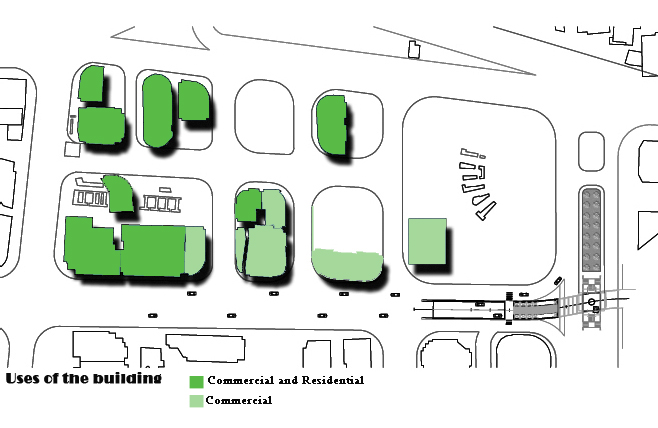 Uses of the building
Commercial and Residential
Commercial